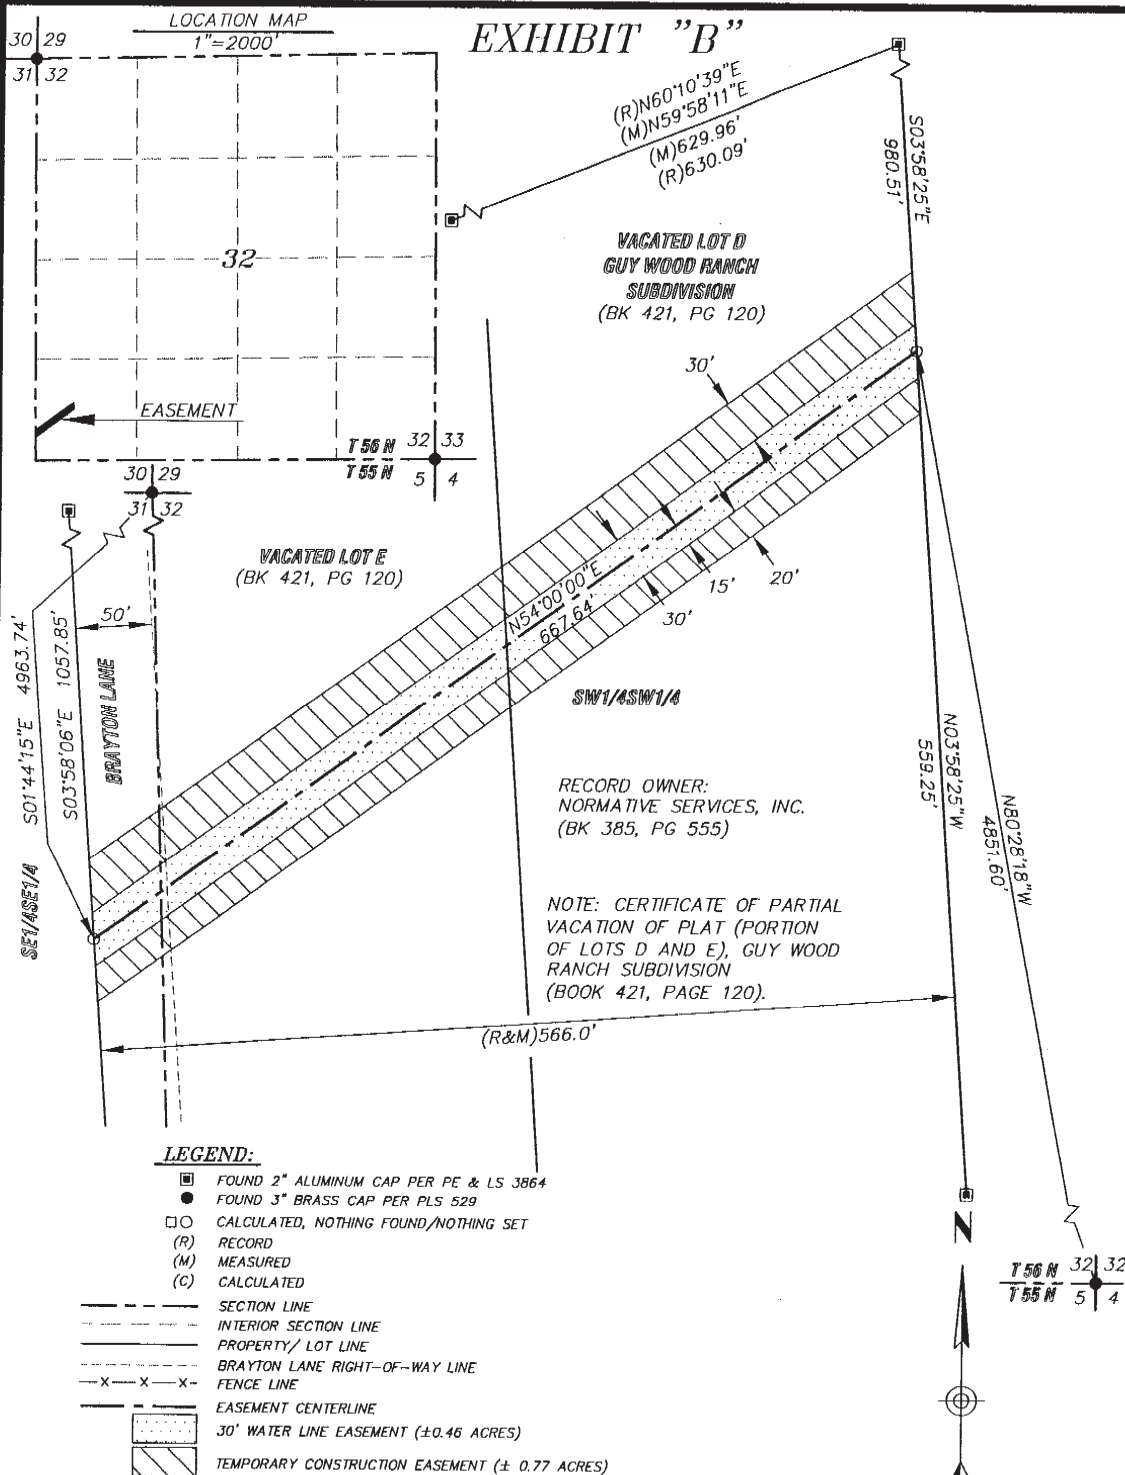 LOCATION MAP
1"=2000'
EXHIBIT "B"
30 29
31 32
(R)N60°10'39"E
(M)N59°58'11"E
(M)629.96'
(R)630.09'
S03°58'25"E
980.51'
32
VACATED LOT D
GUY WOOD RANCH
SUBDIVISION
(BK 421, PG 120)
30'
EASEMENT
T 56 N 32 33
T 55 N 5 4
30 29
31 32
VACATED LOT E
(BK 421, PG 120)
N54°00'00"E
667.64'
15'
20'
30'
50'
S01°44'15"E 4963.74'
S03°58'06"E 1057.85'
BRAYTON LANE
SE1/4SE1/4
SW1/4SW1/4
N03°58'25"W
559.25'
N80°28'18"W
4851.60'
RECORD OWNER:
NORMATIVE SERVICES, INC.
(BK 385, PG 555)
NOTE: CERTIFICATE OF PARTIAL
VACATION OF PLAT (PORTION
OF LOTS D AND E), GUY WOOD
RANCH SUBDIVISION
(BOOK 421, PAGE 120).
(R&M)566.0'
LEGEND:
FOUND 2" ALUMINUM CAP PER PE & LS 3864
FOUND 3" BRASS CAP PER PLS 529
CALCULATED, NOTHING FOUND/NOTHING SET
(R) RECORD
(M) MEASURED
(C) CALCULATED
SECTION LINE
INTERIOR SECTION LINE
PROPERTY/ LOT LINE
BRAYTON LANE RIGHT-OF-WAY LINE
X X X FENCE LINE
EASEMENT CENTERLINE
30' WATER LINE EASEMENT (±0.46 ACRES)
TEMPORARY CONSTRUCTION EASEMENT (± 0.77 ACRES)
N
T 56 N 32 32
T 55 N 5 4